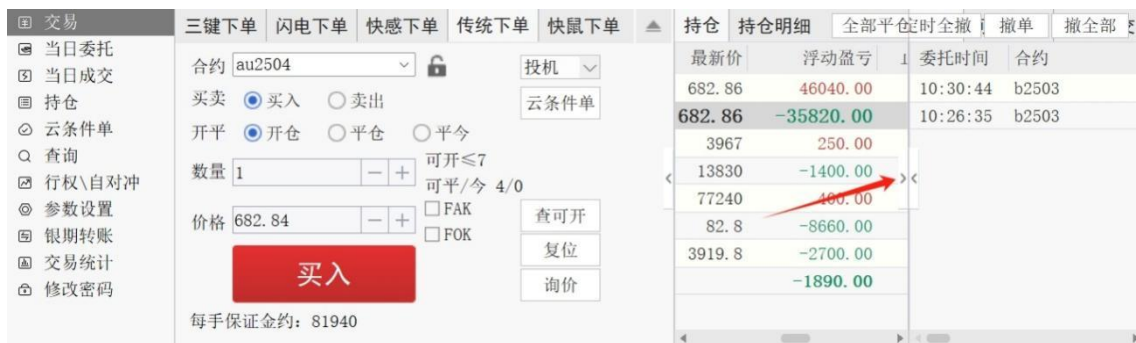 交易
当日委托
当日成交
持仓
云条件单
查询
行权\自对冲
参数设置
银期转账
交易统计
修改密码
三键下单 闪电下单 快感下单 传统下单 快鼠下单
合约 au2504 投机
买卖 买入 卖出 云条件单
开平 开仓 平仓 平今
数量 1 可开≤7
可平/今 4/0
价格 682.84 FAK 查可开
FOK 复位
买入 询价
每手保证金约: 81940
持仓 持仓明细 全部平仓 定时全撤 撤单 撤全部
最新价 浮动盈亏
682.86 46040.00
682.86 -35820.00
3967 250.00
13830 -1400.00
77240 400.00
82.8 -8660.00
3919.8 -2700.00
-1890.00
委托时间 合约
10:30:44 b2503
10:26:35 b2503